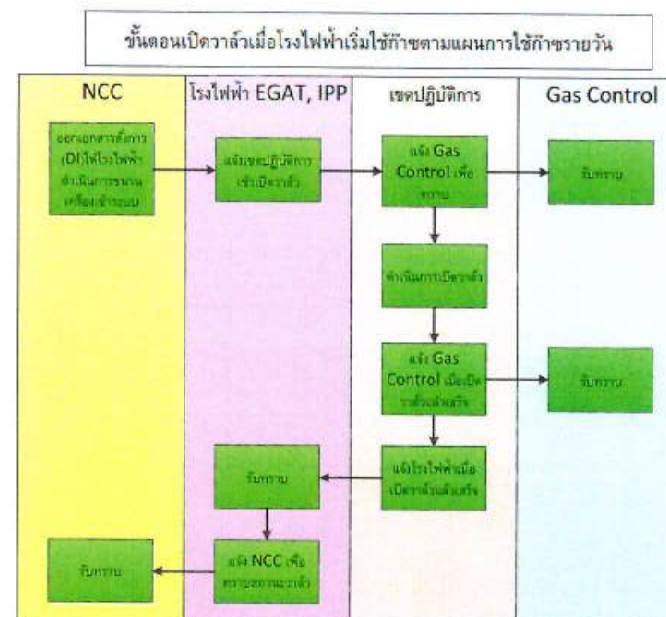 ขั้นตอนเปิดวาล์วเมื่อโรงไฟฟ้าเริ่มใช้ก๊าซตามแผนการใช้ก๊าซรายวัน
NCC
โรงไฟฟ้า EGAT, IPP
เขตปฏิบัติการ
Gas Control
ออกเอกสารสั่งการ
(DI)ให้โรงไฟฟ้า
ดำเนินการขนาน
เครื่องเข้าระบบ
แจ้งเขตปฏิบัติการ
เข้าเปิดวาล์ว
แจ้ง Gas
Control เพื่อ
ทราบ
รับทราบ
ดำเนินการเปิดวาล์ว
แจ้ง Gas
Control เมื่อเปิด
วาล์วแล้วเสร็จ
รับทราบ
แจ้งโรงไฟฟ้าเมื่อ
เปิดวาล์วแล้วเสร็จ
รับทราบ
แจ้ง NCC เพื่อ
ทราบสถานะวาล์ว
รับทราบ